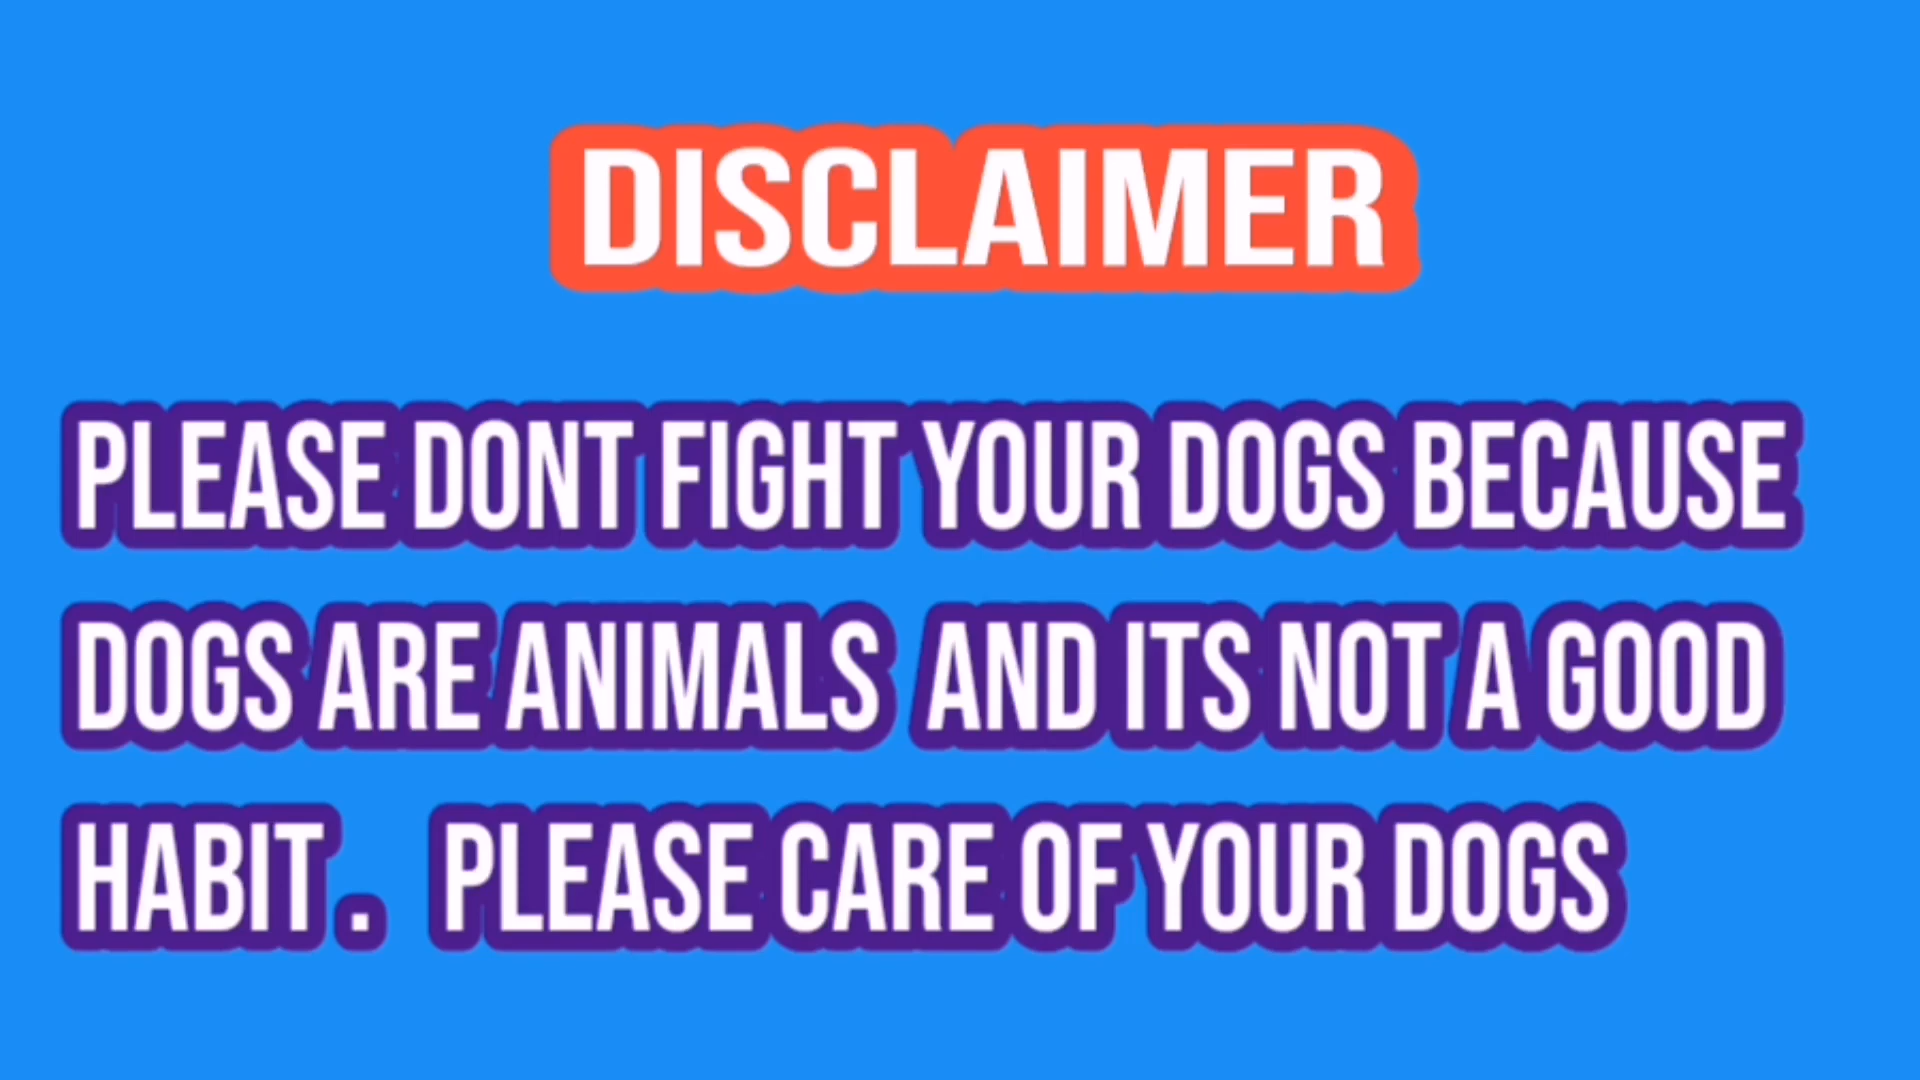 DISCLAIMER
PLEASE DONT FIGHT YOUR DOGS BECAUSE
DOGS ARE ANIMALS AND ITS NOT A GOOD
HABIT. PLEASE CARE OF YOUR DOGS